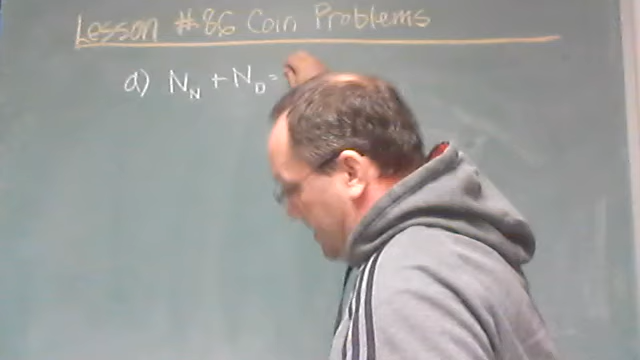 Lesson #86 Coin Problems
a) N_N + N_D =